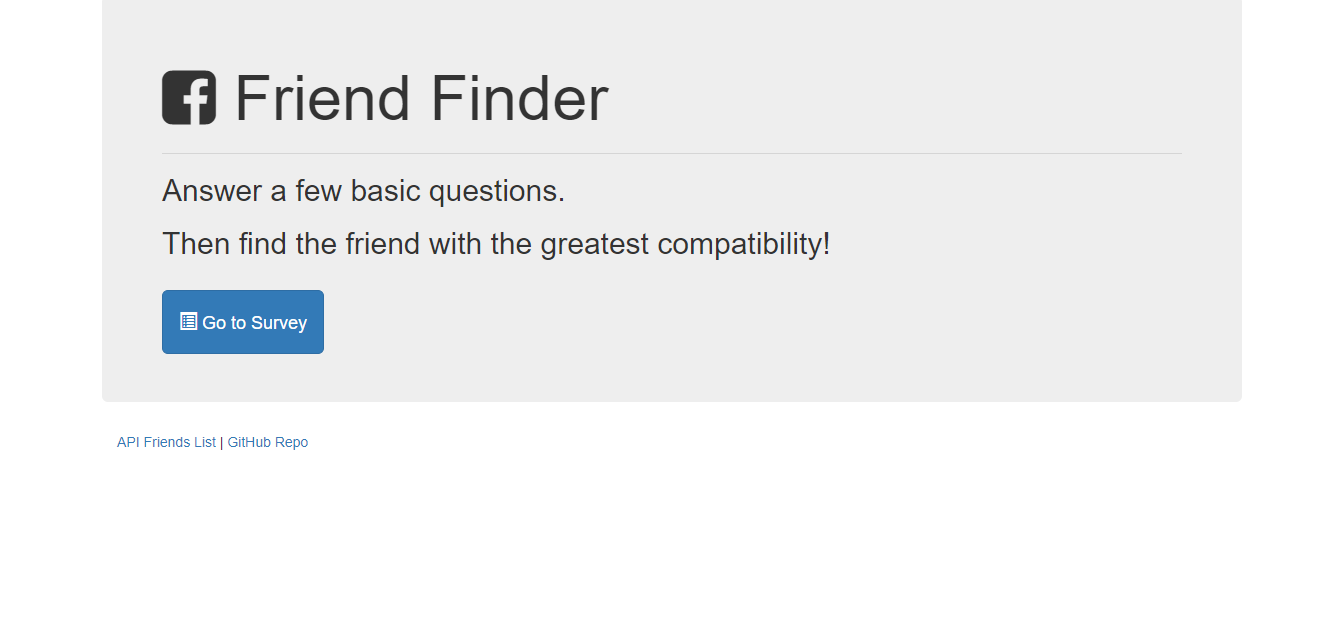 Friend Finder
Answer a few basic questions.
Then find the friend with the greatest compatibility!
Go to Survey
API Friends List | GitHub Repo